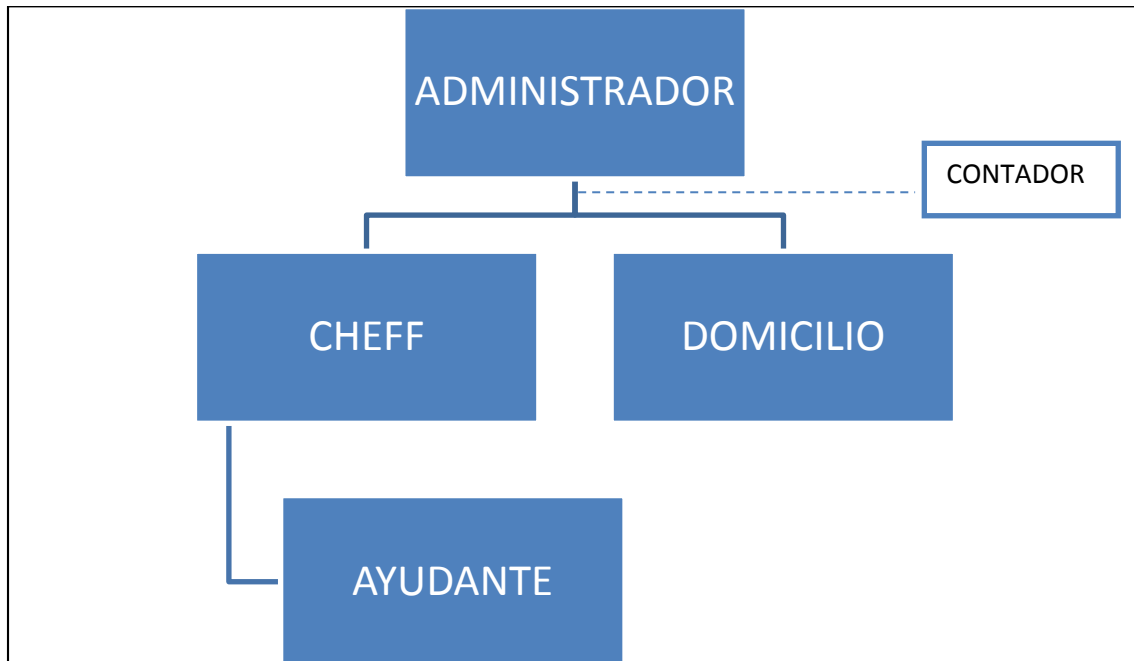 ADMINISTRADOR
CONTADOR
CHEFF
DOMICILIO
AYUDANTE